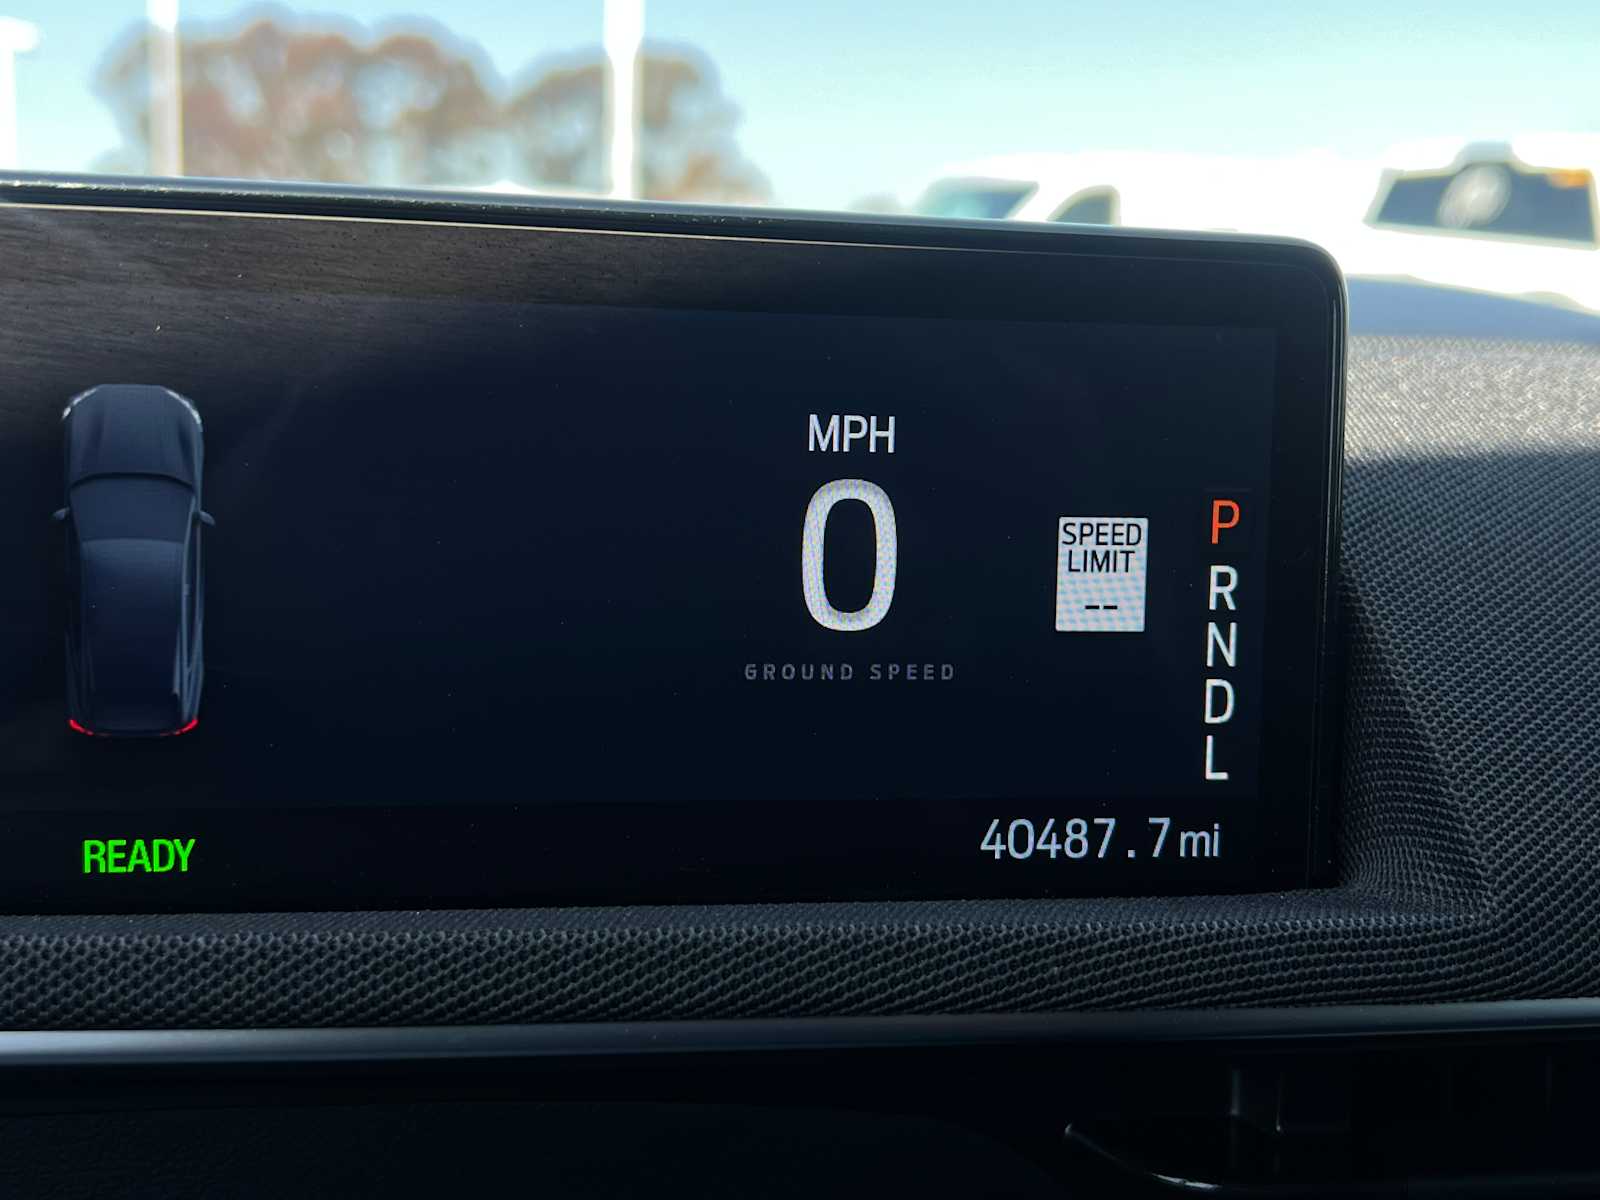 MPH
0
GROUND SPEED
SPEED
LIMIT
--
P
R
N
D
L
READY
40487.7 mi